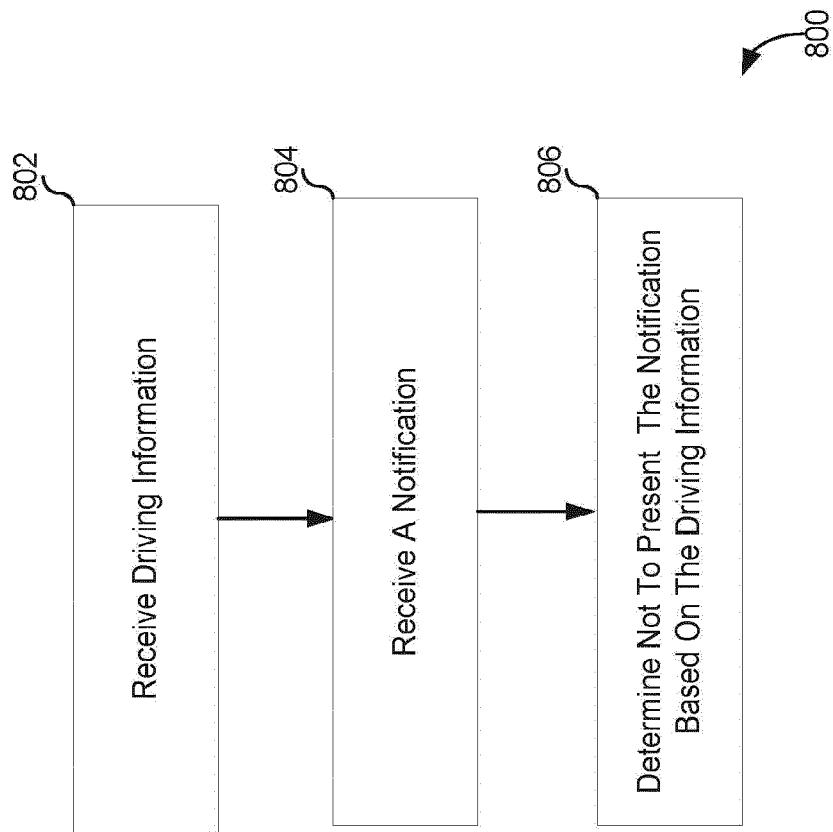 800
802
Receive Driving Information
804
Receive A Notification
806
Determine Not To Present The Notification
Based On The Driving Information